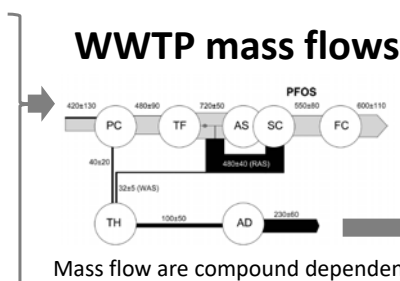 WWTP mass flows
PFOS
420±130 480±90 720±50 550±80 600±110
PC TF AS SC FC
480±40 (RAS)
40±20
32±5 (WAS)
TH 100±50 AD 230±60
Mass flow are compound dependen